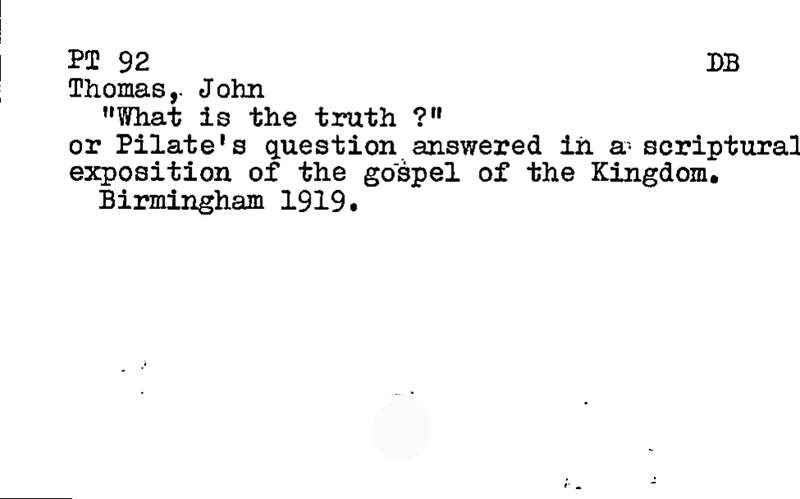 PT 92 DB
Thomas, John
"What is the truth ?"
or Pilate's question answered in a scriptural
exposition of the gospel of the Kingdom.
Birmingham 1919.